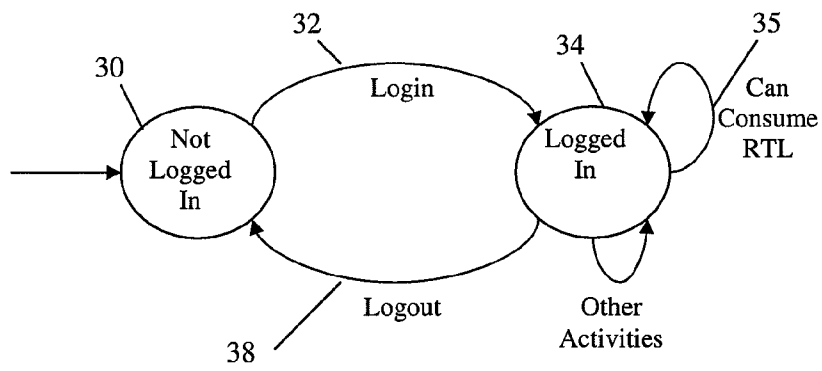 32
34
35
30
Login
Can
Consume
RTL
Not
Logged
In
Logged
In
Logout
Other
Activities
38